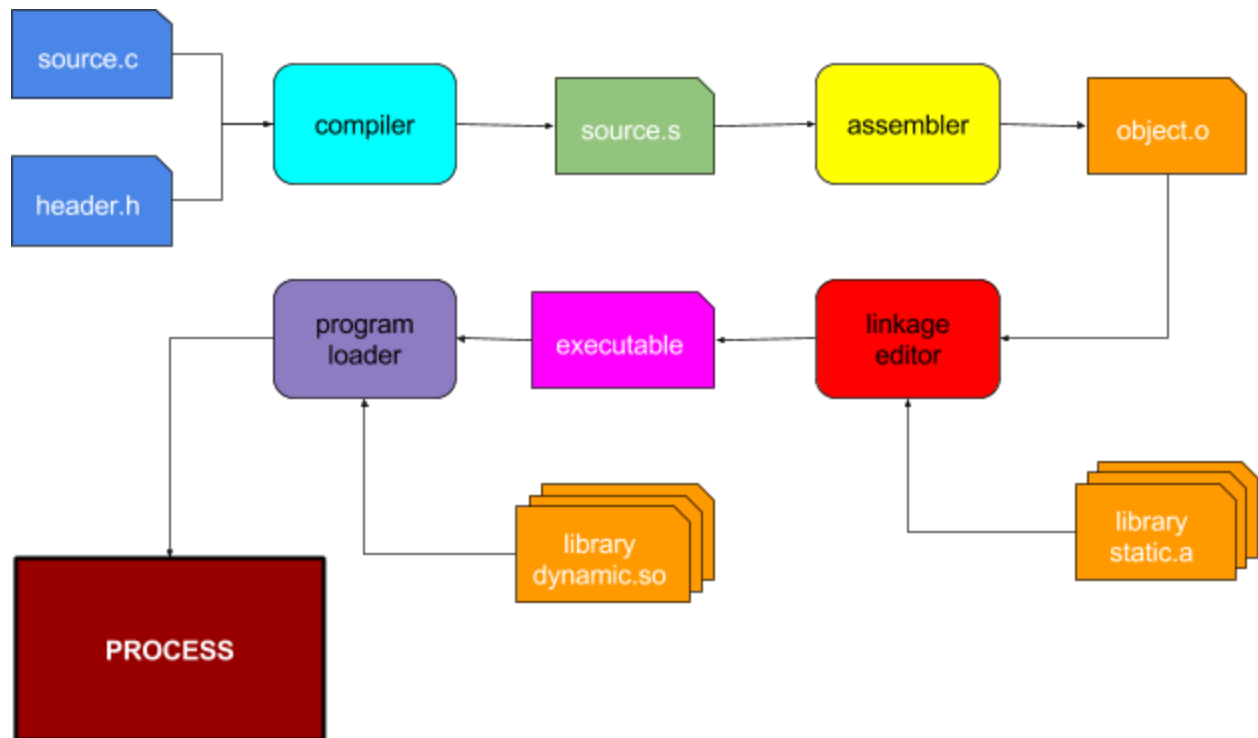 source.c
compiler
source.s
assembler
object.o
header.h
program
loader
executable
linkage
editor
library
dynamic.so
library
static.a
PROCESS